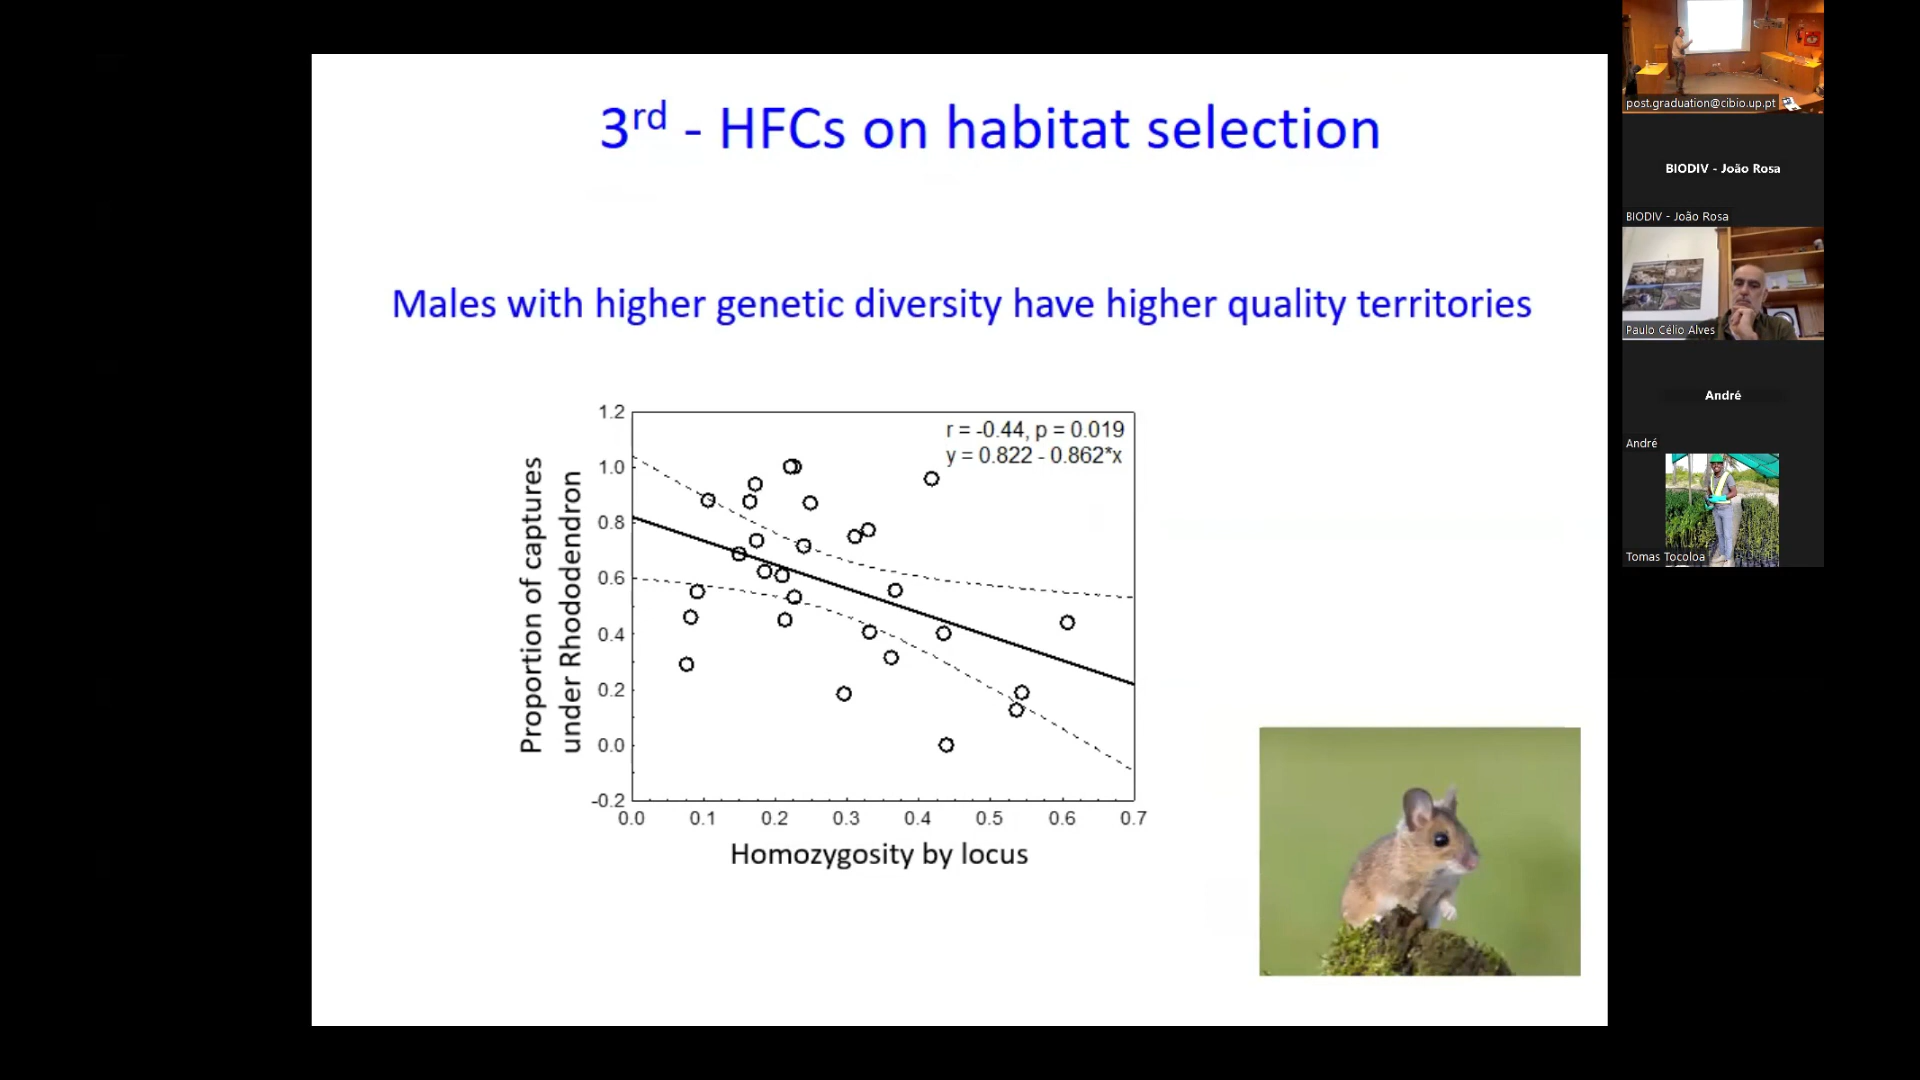 3rd - HFCs on habitat selection
Males with higher genetic diversity have higher quality territories
r = -0.44, p = 0.019
y = 0.822 - 0.862*x
Proportion of captures
under Rhododendron
1.2
1.0
0.8
0.6
0.4
0.2
0.0
-0.2
0.0 0.1 0.2 0.3 0.4 0.5 0.6 0.7
Homozygosity by locus
post.graduation@cibio.up.pt
BIODIV - João Rosa
BIODIV - João Rosa
Paulo Célio Alves
André
André
Tomas Tocoloa